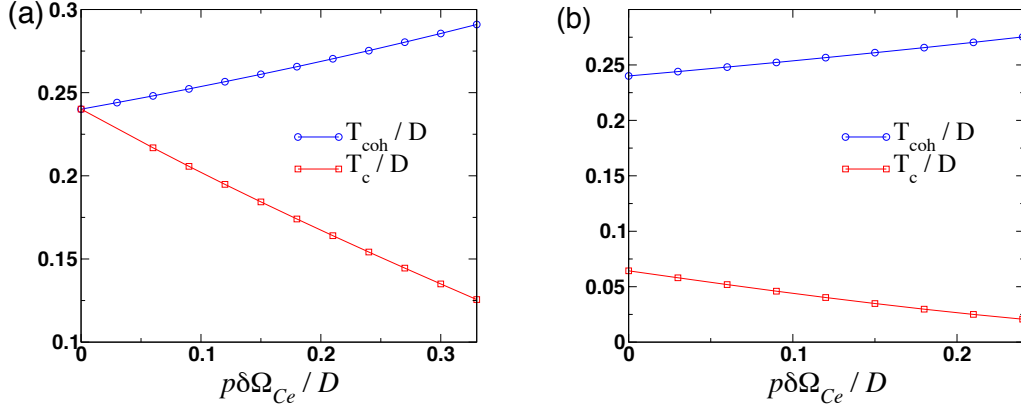 (a)
0.3
0.25
0.2
0.15
0.1
T_coh / D
T_c / D
0 0.1 0.2 0.3
pδΩ_Ce / D
(b)
0.25
0.2
0.15
0.1
0.05
0
T_coh / D
T_c / D
0 0.1 0.2
pδΩ_Ce / D